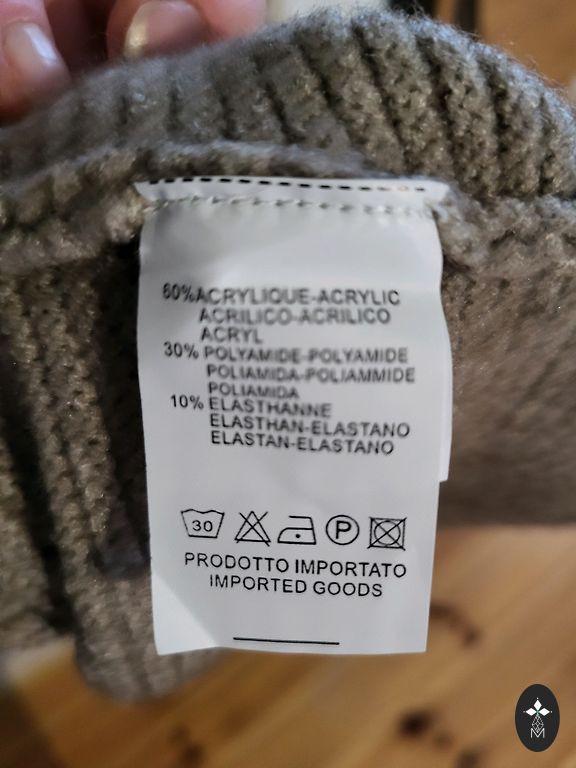 60%ACRYLIQUE-ACRYLIC
ACRILICO-ACRILICO
ACRYL
30% POLYAMIDE-POLYAMIDE
POLIAMIDA-POLIAMMIDE
POLIAMIDA
10% ELASTHANNE
ELASTHAN-ELASTANO
ELASTAN-ELASTANO
30 P
PRODOTTO IMPORTATO
IMPORTED GOODS
M